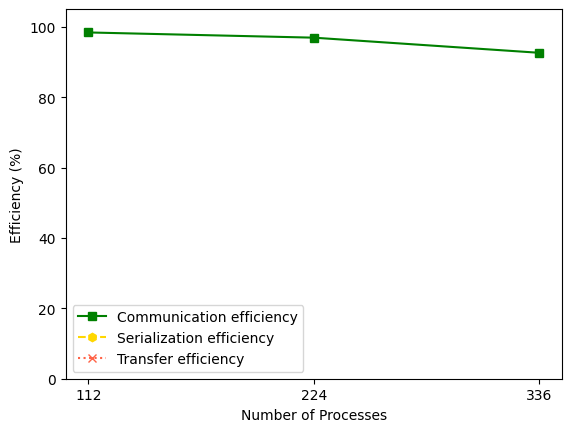 100
80
60
40
20
0
Efficiency (%)
Communication efficiency
Serialization efficiency
Transfer efficiency
112
224
336
Number of Processes